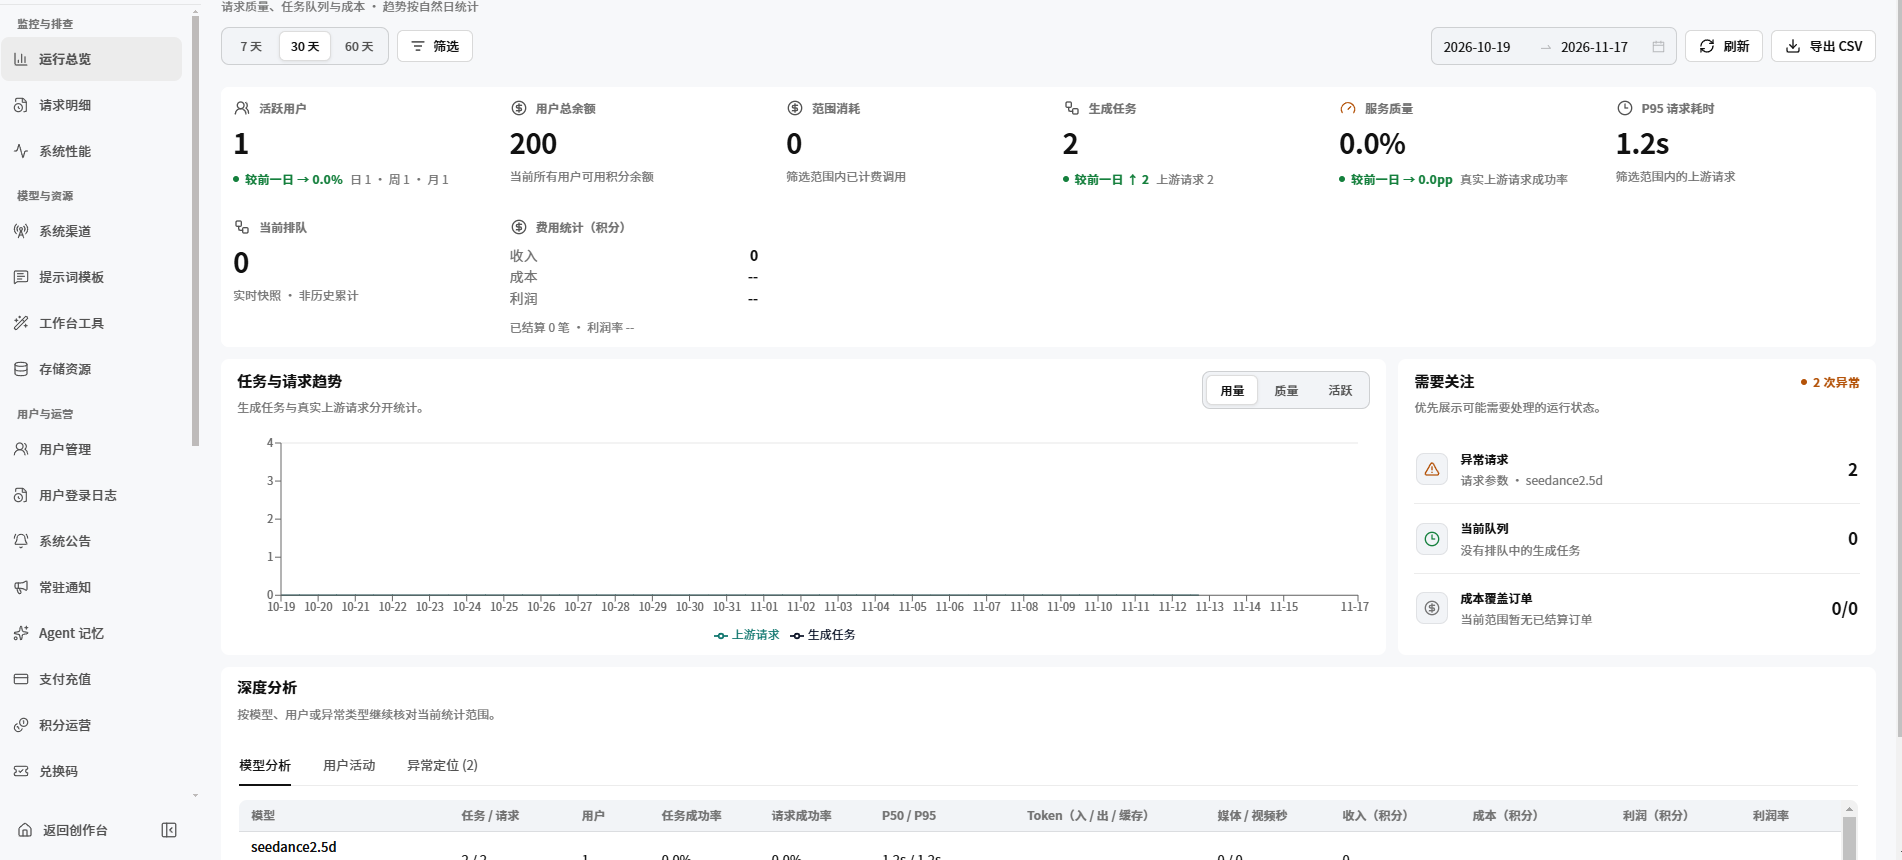 请求质量、任务队列与成本 · 趋势按自然日统计
监控与排查
运行总览
请求明细
系统性能
模型与资源
系统渠道
提示词模板
工作台工具
存储资源
用户与运营
用户管理
用户登录日志
系统公告
常驻通知
Agent 记忆
支付充值
积分运营
兑换码
返回创作台
7 天
30 天
60 天
筛选
2026-10-19 → 2026-11-17
刷新
导出 CSV
活跃用户
1
较前一日 → 0.0% 日 1 · 周 1 · 月 1
用户总余额
200
当前所有用户可用积分余额
范围消耗
0
筛选范围内已计费调用
生成任务
2
较前一日 ↑ 2 上游请求 2
服务质量
0.0%
较前一日 → 0.0pp 真实上游请求成功率
P95 请求耗时
1.2s
筛选范围内的上游请求
当前排队
0
实时快照 · 非历史累计
费用统计（积分）
收入 0
成本 --
利润 --
已结算 0 笔 · 利润率 --
任务与请求趋势
生成任务与真实上游请求分开统计。
用量
质量
活跃
4
3
2
1
0
10-19 10-20 10-21 10-22 10-23 10-24 10-25 10-26 10-27 10-28 10-29 10-30 10-31 11-01 11-02 11-03 11-04 11-05 11-06 11-07 11-08 11-09 11-10 11-11 11-12 11-13 11-14 11-15 11-17
上游请求 生成任务
需要关注
2 次异常
优先展示可能需要处理的运行状态。
异常请求
请求参数 · seedance2.5d
2
当前队列
没有排队中的生成任务
0
成本覆盖订单
当前范围暂无已结算订单
0/0
深度分析
按模型、用户或异常类型继续核对当前统计范围。
模型分析
用户活动
异常定位 (2)
模型 任务 / 请求 用户 任务成功率 请求成功率 P50 / P95 Token（入 / 出 / 缓存） 媒体 / 视频秒 收入（积分） 成本（积分） 利润（积分） 利润率
seedance2.5d
2 / 2 1 0.0% 0.0% 1.2s / 1.2s 0 / 0 0